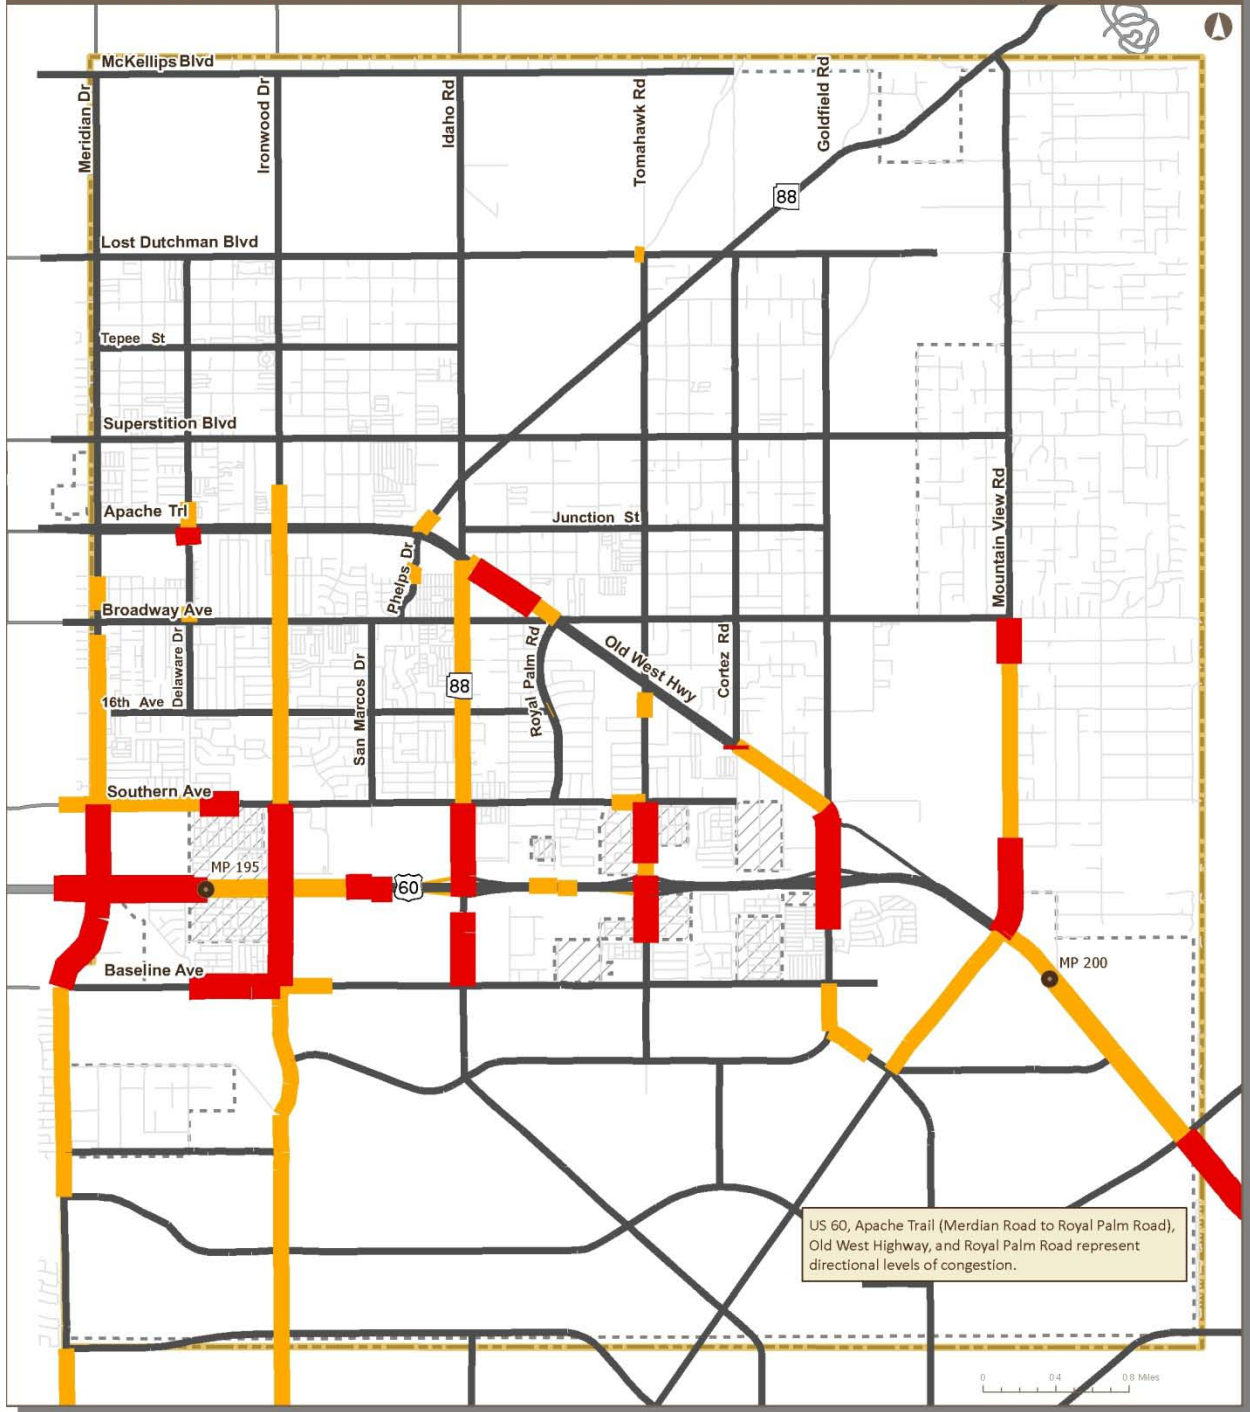 McKellips Blvd
Meridian Dr
Ironwood Dr
Idaho Rd
Tomahawk Rd
Goldfield Rd
88
Lost Dutchman Blvd
Tepee St
Superstition Blvd
Mountain View Rd
Apache Trl
Junction St
Phelps Dr
Broadway Ave
Delaware Dr
San Marcos Dr
Royal Palm Rd
Old West Hwy
Cortez Rd
88
16th Ave
Southern Ave
MP 195
60
Baseline Ave
MP 200
US 60, Apache Trail (Merdian Road to Royal Palm Road),
Old West Highway, and Royal Palm Road represent
directional levels of congestion.
0 0.4 0.8 Miles